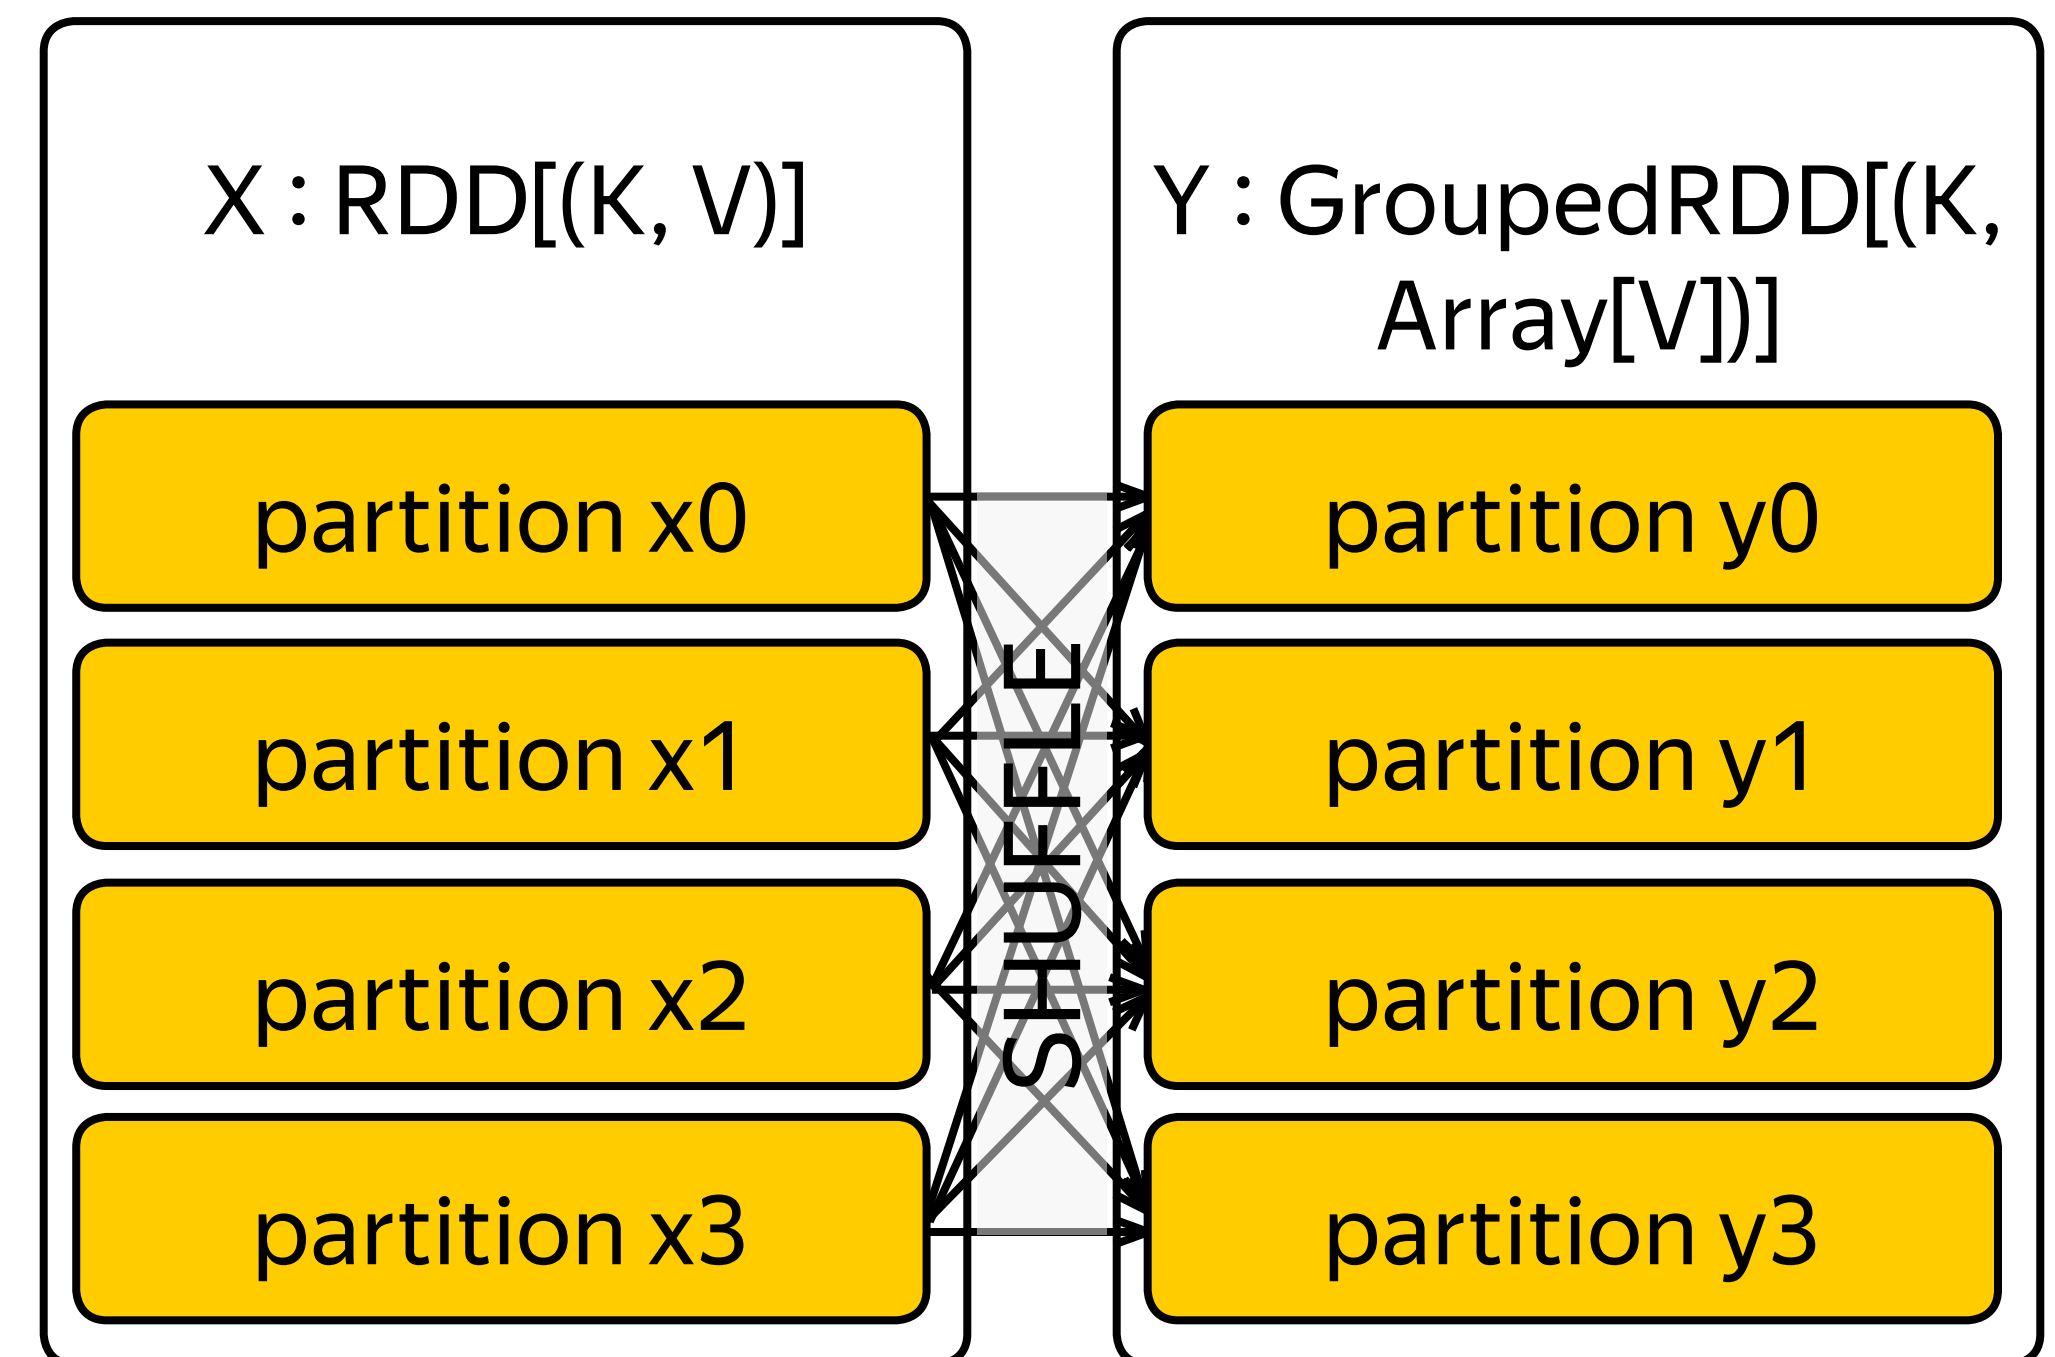 X : RDD[(K, V)]
Y : GroupedRDD[(K,
Array[V])]
partition x0
partition x1
partition x2
partition x3
SHUFFLE
partition y0
partition y1
partition y2
partition y3